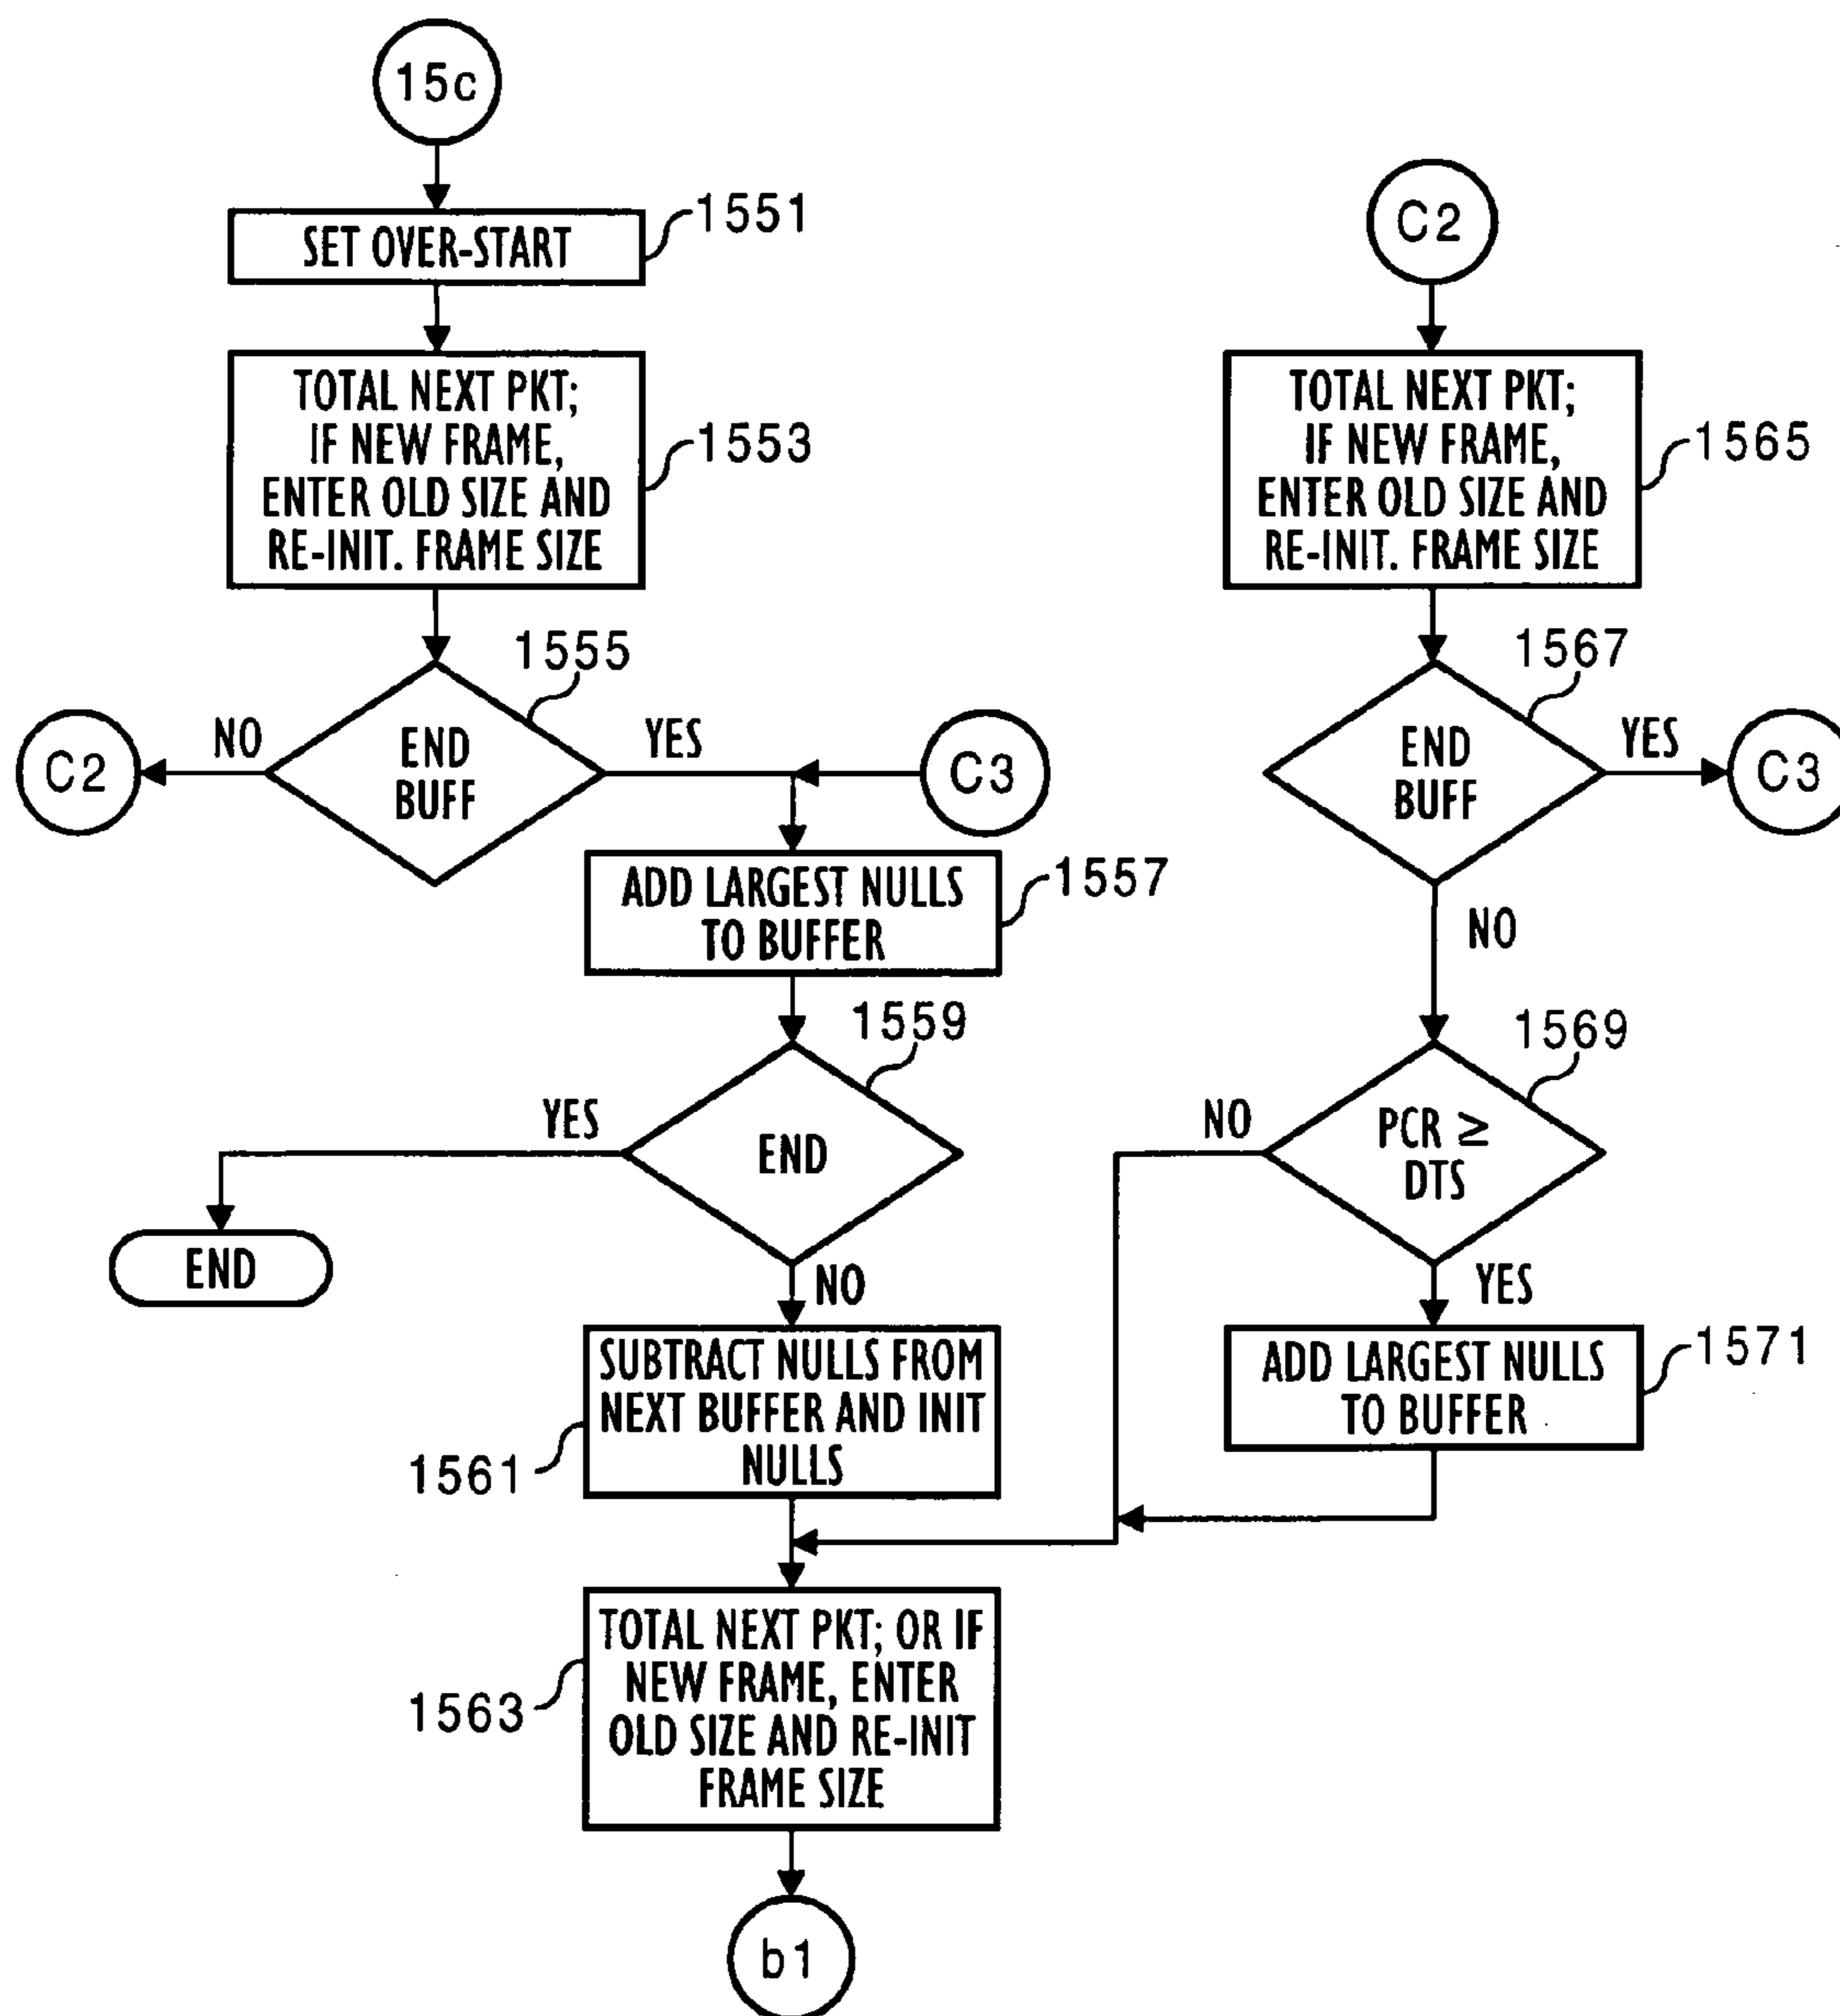 15c
1551
SET OVER-START
TOTAL NEXT PKT;
IF NEW FRAME,
ENTER OLD SIZE AND
RE-INIT. FRAME SIZE
1553
1555
END
BUFF
NO
C2
YES
C3
ADD LARGEST NULLS
TO BUFFER
1557
1559
END
YES
END
NO
SUBTRACT NULLS FROM
NEXT BUFFER AND INIT
NULLS
1561
TOTAL NEXT PKT; OR IF
NEW FRAME, ENTER
OLD SIZE AND RE-INIT
FRAME SIZE
1563
b1
C2
TOTAL NEXT PKT;
IF NEW FRAME,
ENTER OLD SIZE AND
RE-INIT. FRAME SIZE
1565
1567
END
BUFF
YES
C3
NO
1569
PCR ≥
DTS
NO
YES
ADD LARGEST NULLS
TO BUFFER
1571